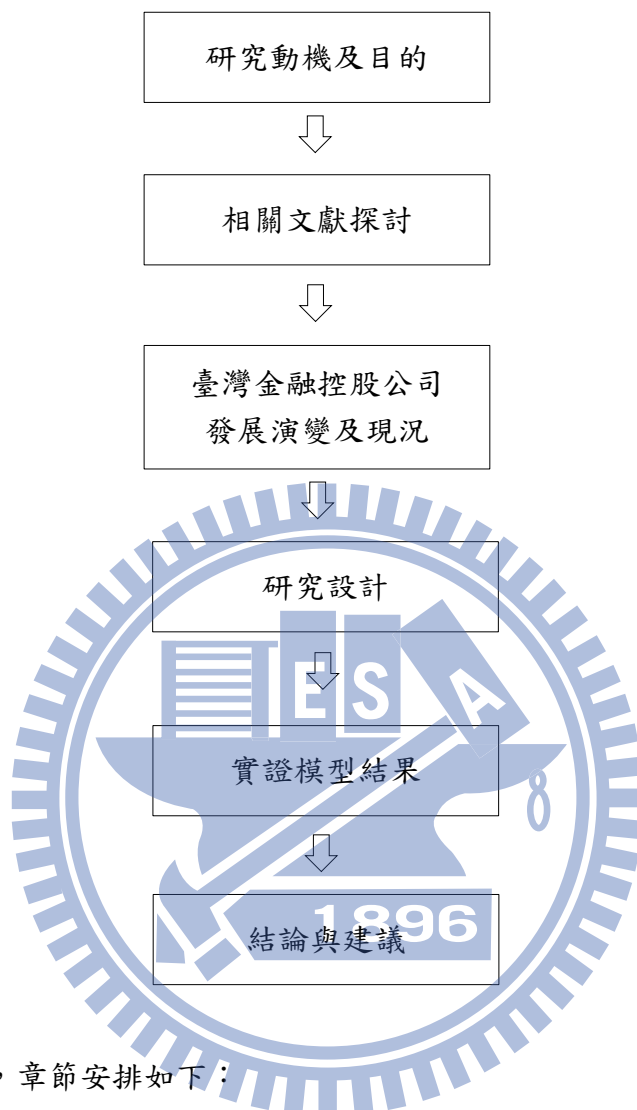 研究動機及目的
相關文獻探討
臺灣金融控股公司
發展演變及現況
研究設計
E S A
實證模型結果
8
1896
結論與建議
，章節安排如下：